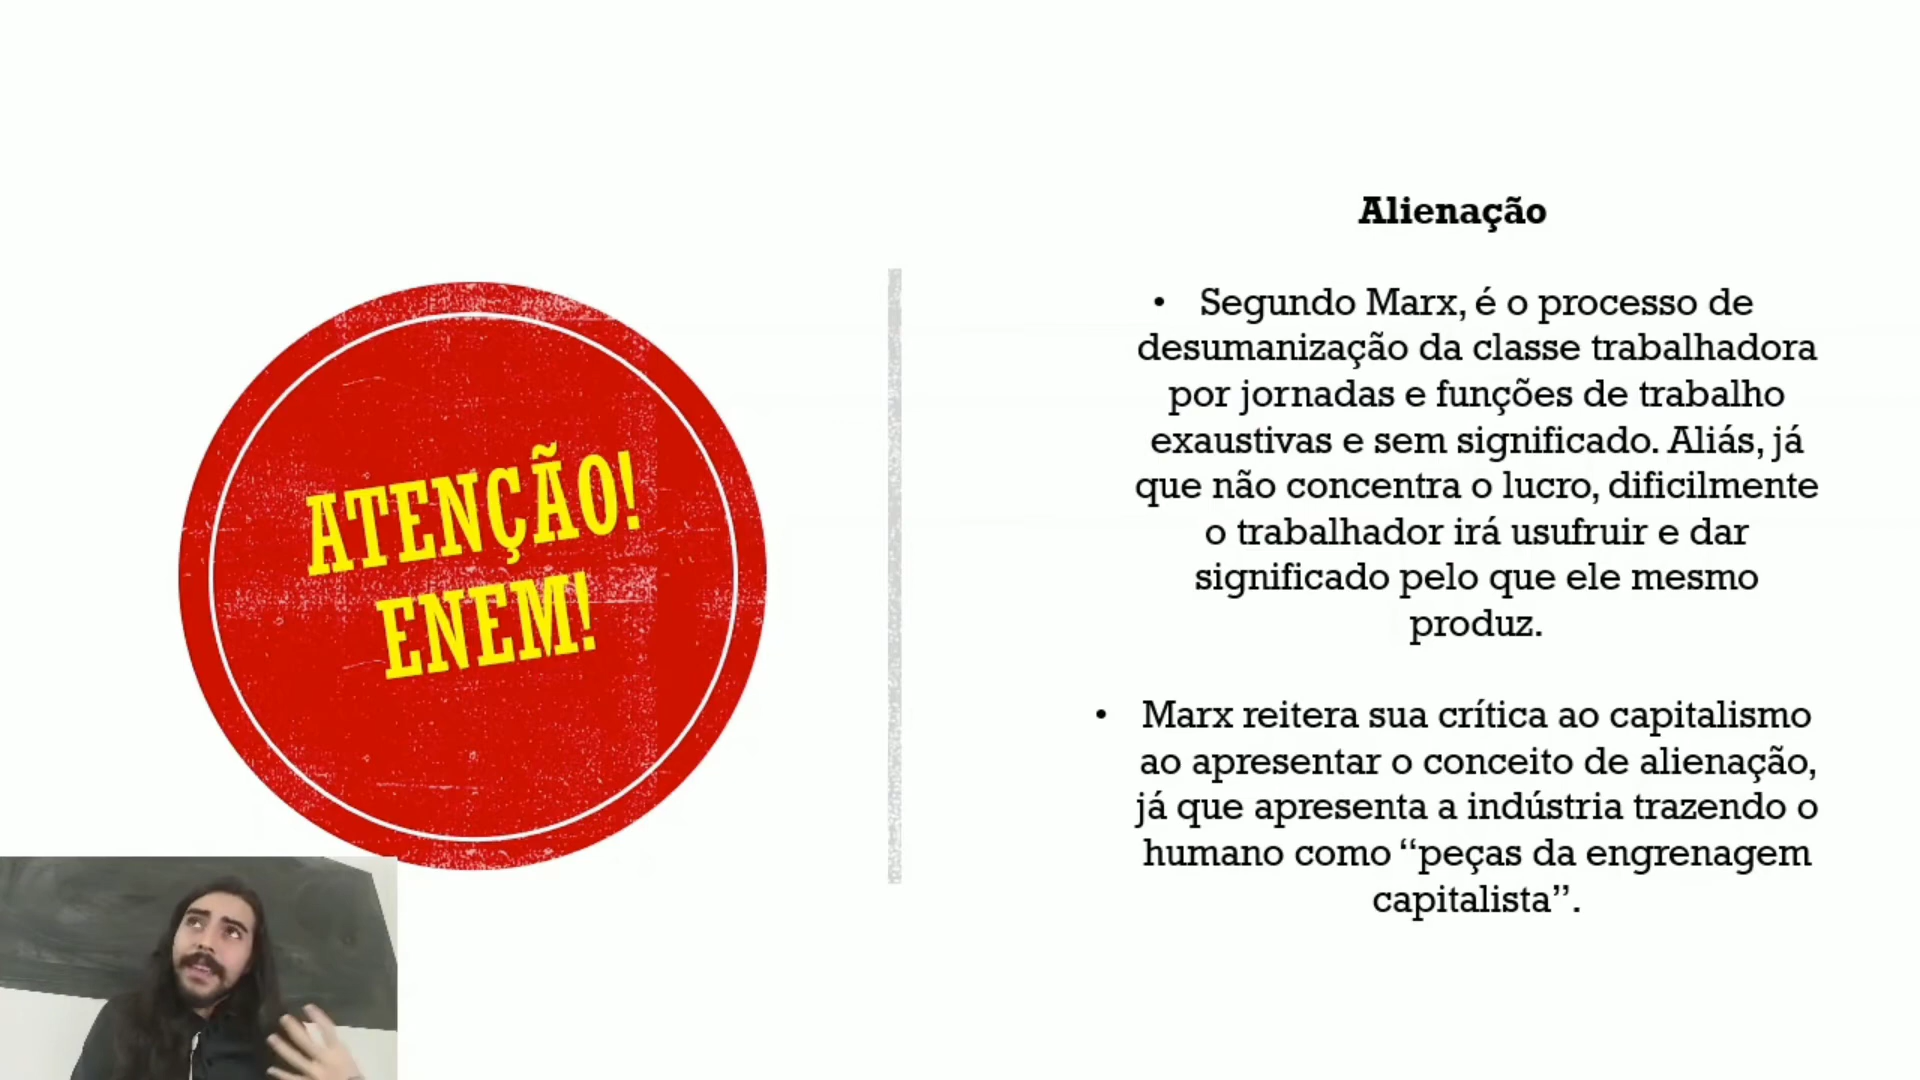 ATENÇÃO!
ENEM!
Alienação
• Segundo Marx, é o processo de
desumanização da classe trabalhadora
por jornadas e funções de trabalho
exaustivas e sem significado. Aliás, já
que não concentra o lucro, dificilmente
o trabalhador irá usufruir e dar
significado pelo que ele mesmo
produz.
• Marx reitera sua crítica ao capitalismo
ao apresentar o conceito de alienação,
já que apresenta a indústria trazendo o
humano como “peças da engrenagem
capitalista”.